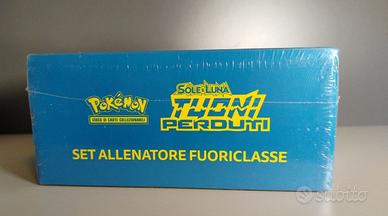 SOLE E LUNA
POKÉMON
GIOCO DI CARTE COLLEZIONABILI
TUONI
PERDUTI
SET ALLENATORE FUORICLASSE
subito